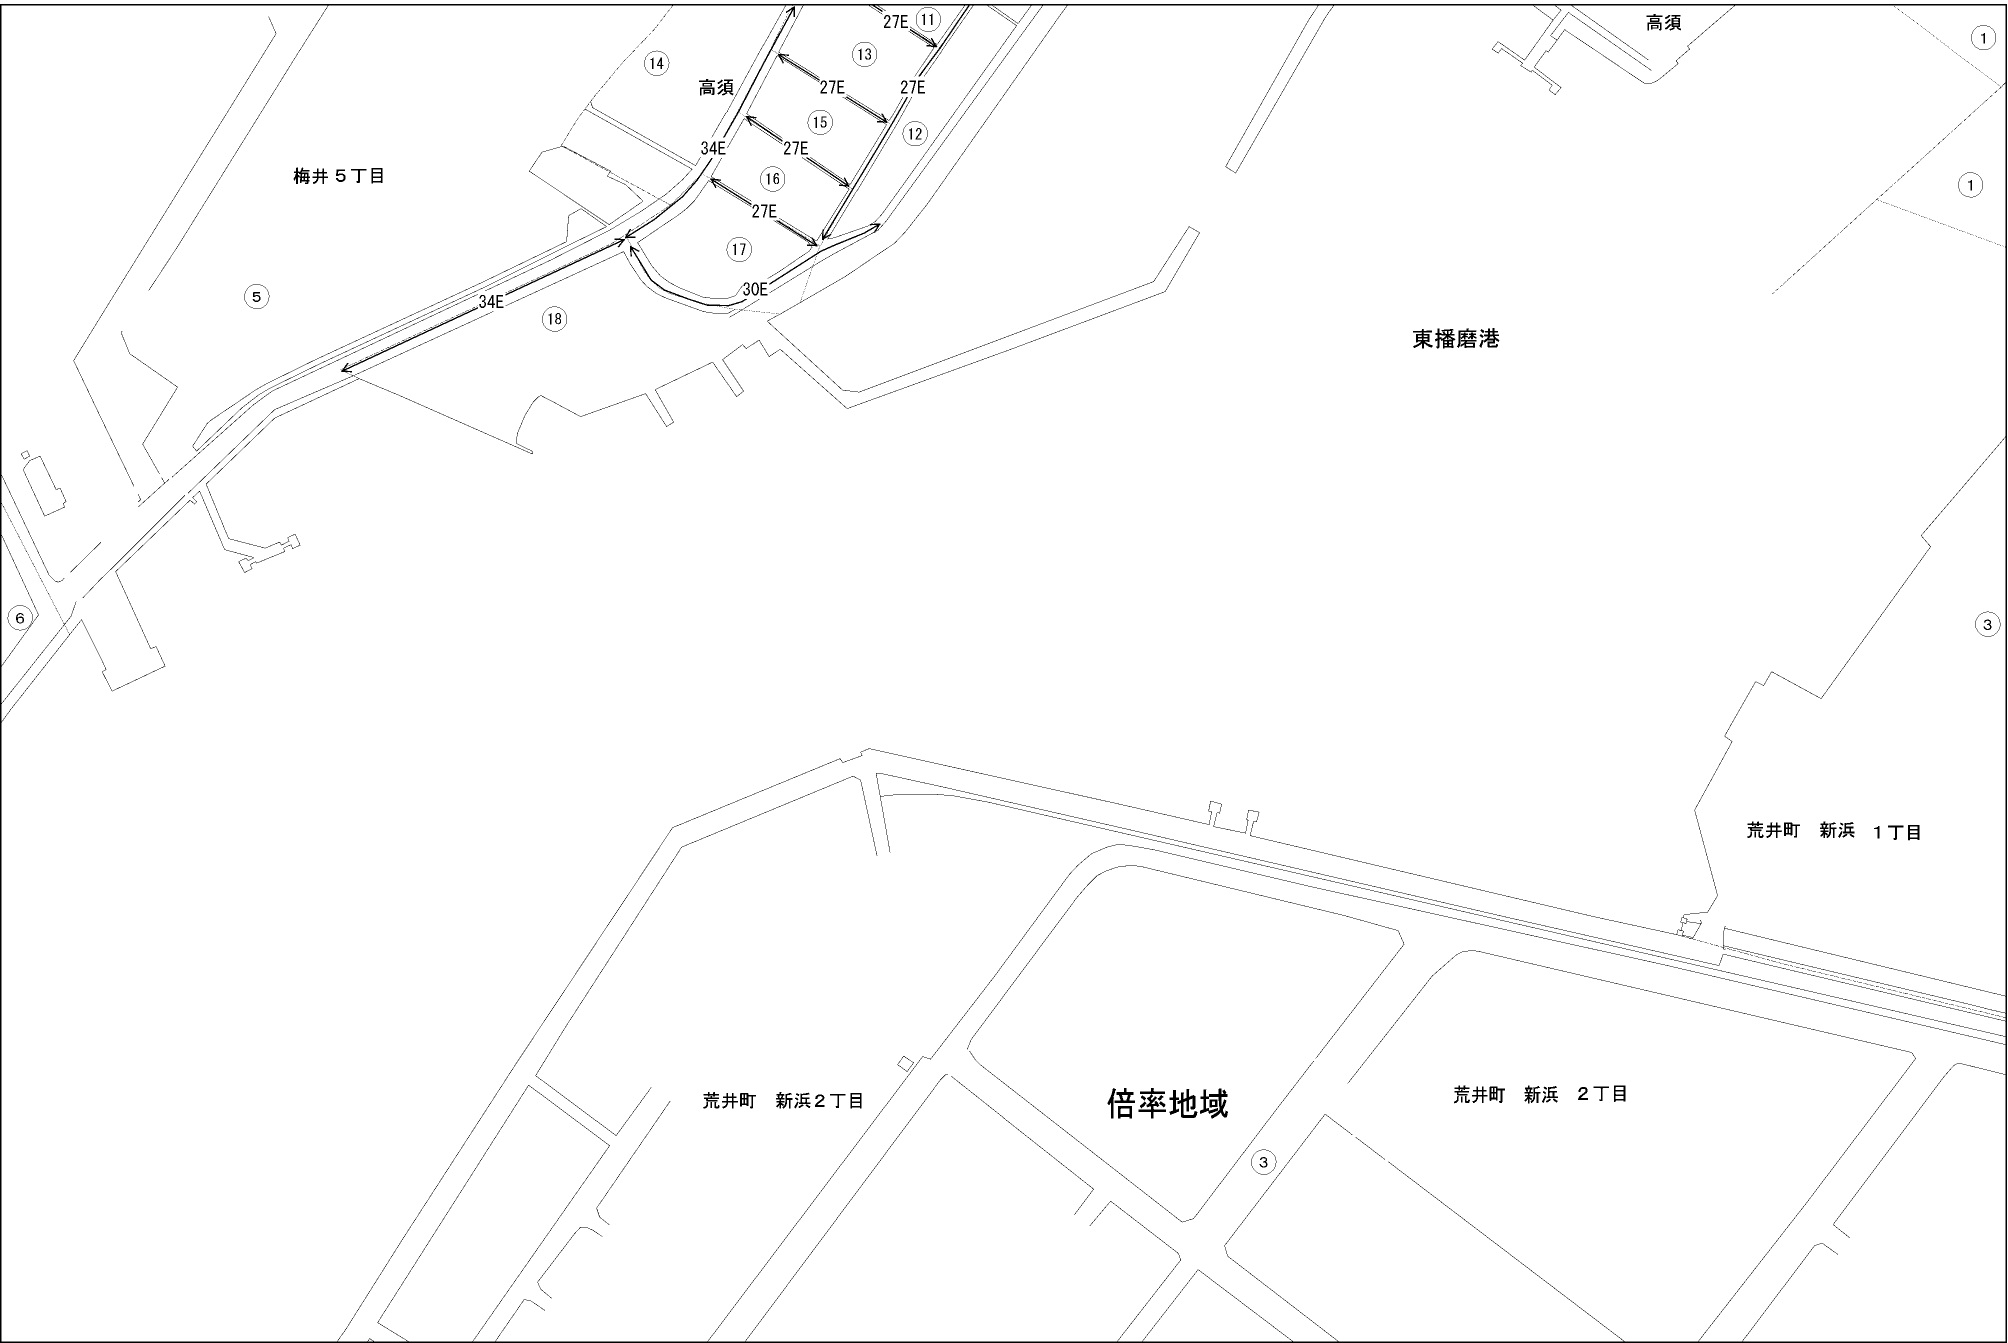 27E
⑪
高須
①
⑬
⑭
高須
27E
27E
⑮
⑫
34E
27E
⑯
梅井５丁目
①
27E
⑰
⑤
30E
34E
⑱
東播磨港
⑥
③
荒井町　新浜　１丁目
荒井町　新浜２丁目
倍率地域
荒井町　新浜　２丁目
③